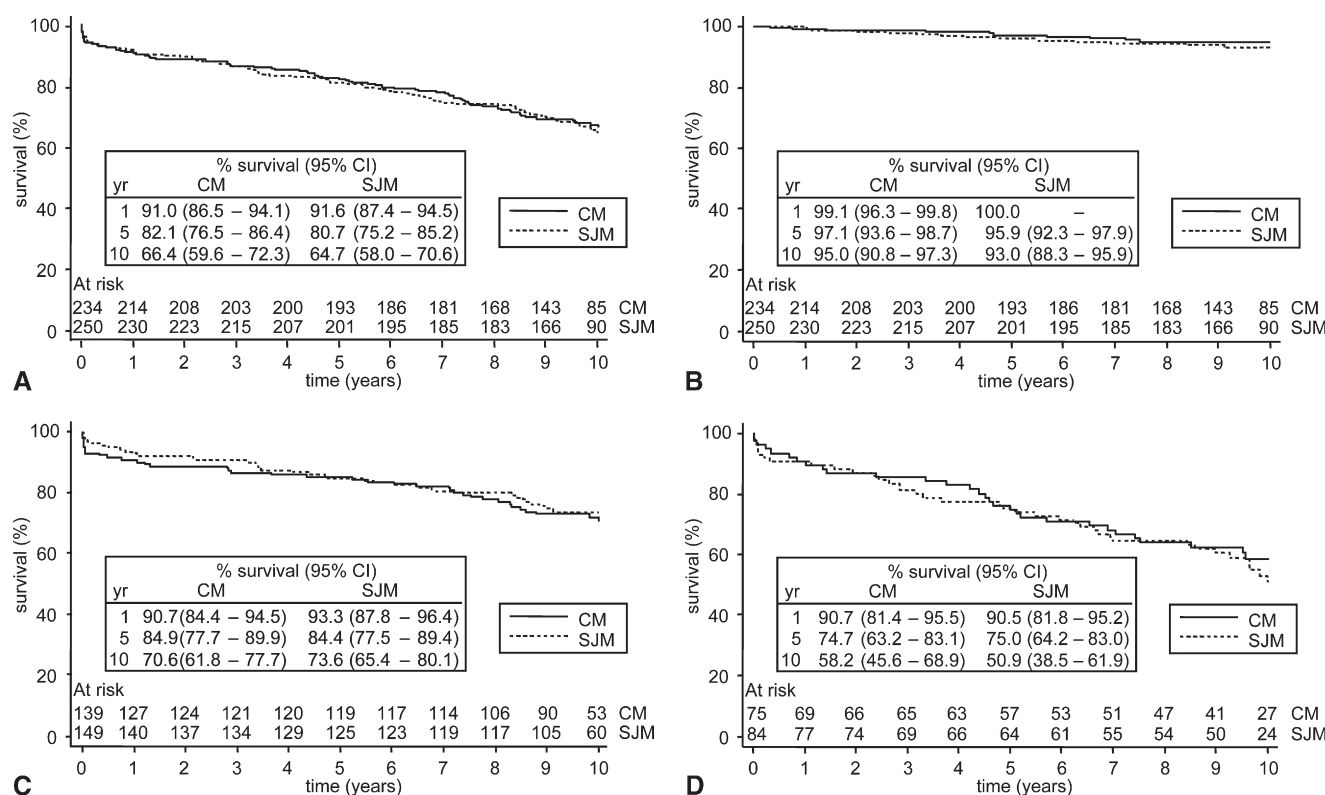 100
80
60
40
20
0
survival (%)
% survival (95% CI)
yr CM SJM
1 91.0 (86.5 – 94.1) 91.6 (87.4 – 94.5)
5 82.1 (76.5 – 86.4) 80.7 (75.2 – 85.2)
10 66.4 (59.6 – 72.3) 64.7 (58.0 – 70.6)
CM
SJM
At risk
234 214 208 203 200 193 186 181 168 143 85 CM
250 230 223 215 207 201 195 185 183 166 90 SJM
0 1 2 3 4 5 6 7 8 9 10
time (years)
A
100
80
60
40
20
0
survival (%)
% survival (95% CI)
yr CM SJM
1 99.1 (96.3 – 99.8) 100.0 –
5 97.1 (93.6 – 98.7) 95.9 (92.3 – 97.9)
10 95.0 (90.8 – 97.3) 93.0 (88.3 – 95.9)
CM
SJM
At risk
234 214 208 203 200 193 186 181 168 143 85 CM
250 230 223 215 207 201 195 185 183 166 90 SJM
0 1 2 3 4 5 6 7 8 9 10
time (years)
B
100
80
60
40
20
0
survival (%)
% survival (95% CI)
yr CM SJM
1 90.7(84.4 – 94.5) 93.3 (87.8 – 96.4)
5 84.9(77.7 – 89.9) 84.4 (77.5 – 89.4)
10 70.6(61.8 – 77.7) 73.6 (65.4 – 80.1)
CM
SJM
At risk
139 127 124 121 120 119 117 114 106 90 53 CM
149 140 137 134 129 125 123 119 117 105 60 SJM
0 1 2 3 4 5 6 7 8 9 10
time (years)
C
100
80
60
40
20
0
survival (%)
% survival (95% CI)
yr CM SJM
1 90.7 (81.4 – 95.5) 90.5 (81.8 – 95.2)
5 74.7 (63.2 – 83.1) 75.0 (64.2 – 83.0)
10 58.2 (45.6 – 68.9) 50.9 (38.5 – 61.9)
CM
SJM
At risk
75 69 66 65 63 57 53 51 47 41 27 CM
84 77 74 69 66 64 61 55 54 50 24 SJM
0 1 2 3 4 5 6 7 8 9 10
time (years)
D